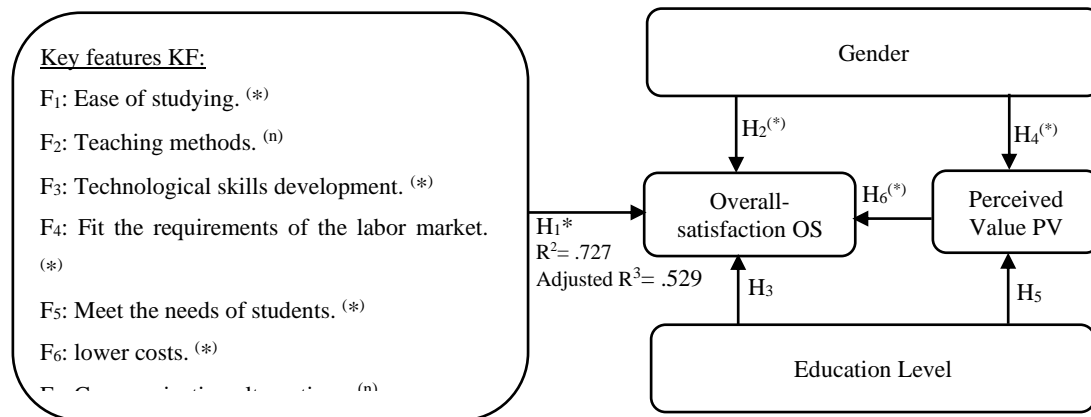 Key features KF:
F₁: Ease of studying. (*)
F₂: Teaching methods. (n)
F₃: Technological skills development. (*)
F₄: Fit the requirements of the labor market.
(*)
F₅: Meet the needs of students. (*)
F₆: lower costs. (*)
(n)
H₁*
R²= .727
Adjusted R³= .529
Gender
H₂(*)
H₄(*)
Overall-
satisfaction OS
H₆(*)
Perceived
Value PV
H₃
H₅
Education Level